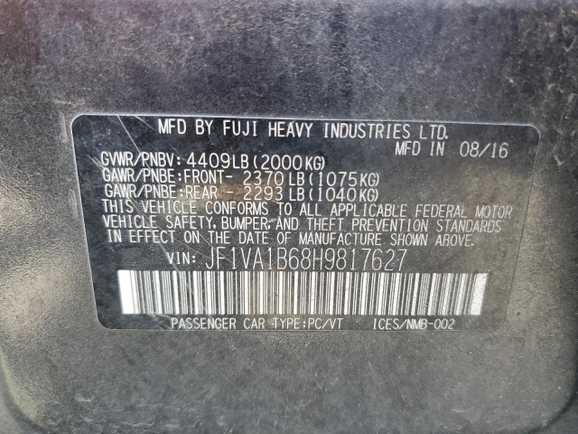 MFD BY FUJI HEAVY INDUSTRIES LTD.
MFD IN 08/16
GVWR/PNBV: 4409LB(2000KG)
GAWR/PNBE:FRONT- 2370LB(1075KG)
GAWR/PNBE:REAR - 2293LB(1040KG)
THIS VEHICLE CONFORMS TO ALL APPLICABLE FEDERAL MOTOR
VEHICLE SAFETY, BUMPER, AND THEFT PREVENTION STANDARDS
IN EFFECT ON THE DATE OF MANUFACTURE SHOWN ABOVE.
VIN: JF1VA1B68H9817627
PASSENGER CAR TYPE:PC/VT ICES/NMB-002